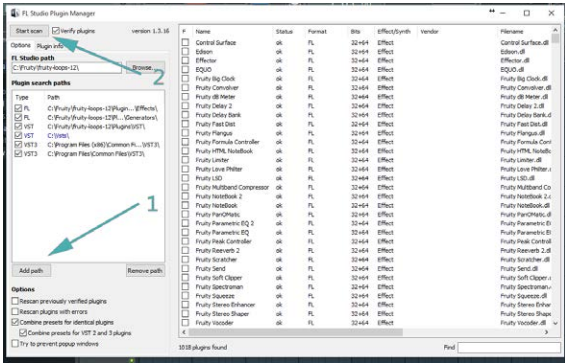 FL Studio Plugin Manager
Start scan Verify plugins version 1.3.16
Options Plugin info
FL Studio path
C:\Fruity\fruity-loops-12\ Browse...
2
Plugin search paths
Type Path
FL C:\Fruity\fruity-loops-12\Plugin...\Effects\
FL C:\Fruity\fruity-loops-12\Pl...\Generators\
VST C:\Fruity\fruity-loops-12\Plugins\VST\
VST C:\Vsts\
VST3 C:\Program Files (x86)\Common Fi...\VST3\
VST3 C:\Program Files\Common Files\VST3\
1
Add path Remove path
Options
Rescan previously verified plugins
Rescan plugins with errors
Combine presets for identical plugins
Combine presets for VST 2 and 3 plugins
Try to prevent popup windows
F Name Status Format Bits Effect/Synth Vendor Filename
Control Surface ok FL 32+64 Effect Control Surface.dl
Edison ok FL 32+64 Effect Edison.dll
Effector ok FL 32+64 Effect Effector.dll
EQUO ok FL 32+64 Effect EQUO.dll
Fruity Big Clock ok FL 32+64 Effect Fruity Big Clock.dll
Fruity Convolver ok FL 32+64 Effect Fruity Convolver.dl
Fruity dB Meter ok FL 32+64 Effect Fruity dB Meter.dll
Fruity Delay 2 ok FL 32+64 Effect Fruity Delay 2.dll
Fruity Delay Bank ok FL 32+64 Effect Fruity Delay Bank.d
Fruity Fast Dist ok FL 32+64 Effect Fruity Fast Dist.dll
Fruity Flangus ok FL 32+64 Effect Fruity Flangus.dll
Fruity Formula Controller ok FL 32+64 Effect Fruity Formula Cont
Fruity HTML NoteBook ok FL 32+64 Effect Fruity HTML NoteBo
Fruity Limiter ok FL 32+64 Effect Fruity Limiter.dll
Fruity Love Philter ok FL 32+64 Effect Fruity Love Philter.
Fruity LSD ok FL 32+64 Effect Fruity LSD.dll
Fruity Multiband Compressor ok FL 32+64 Effect Fruity Multiband Co
Fruity NoteBook 2 ok FL 32+64 Effect Fruity NoteBook 2.
Fruity NoteBook ok FL 32+64 Effect Fruity NoteBook.dll
Fruity PanOMatic ok FL 32+64 Effect Fruity PanOMatic.d
Fruity Parametric EQ 2 ok FL 32+64 Effect Fruity Parametric E
Fruity Parametric EQ ok FL 32+64 Effect Fruity Parametric E
Fruity Peak Controller ok FL 32+64 Effect Fruity Peak Control
Fruity Reeverb 2 ok FL 32+64 Effect Fruity Reeverb 2.dl
Fruity Scratcher ok FL 32+64 Effect Fruity Scratcher.dll
Fruity Send ok FL 32+64 Effect Fruity Send.dll
Fruity Soft Clipper ok FL 32+64 Effect Fruity Soft Clipper.
Fruity Spectroman ok FL 32+64 Effect Fruity Spectroman.
Fruity Squeeze ok FL 32+64 Effect Fruity Squeeze.dll
Fruity Stereo Enhancer ok FL 32+64 Effect Fruity Stereo Enhan
Fruity Stereo Shaper ok FL 32+64 Effect Fruity Stereo Shape
Fruity Vocoder ok FL 32+64 Effect Fruity Vocoder.dll
1018 plugins found Find